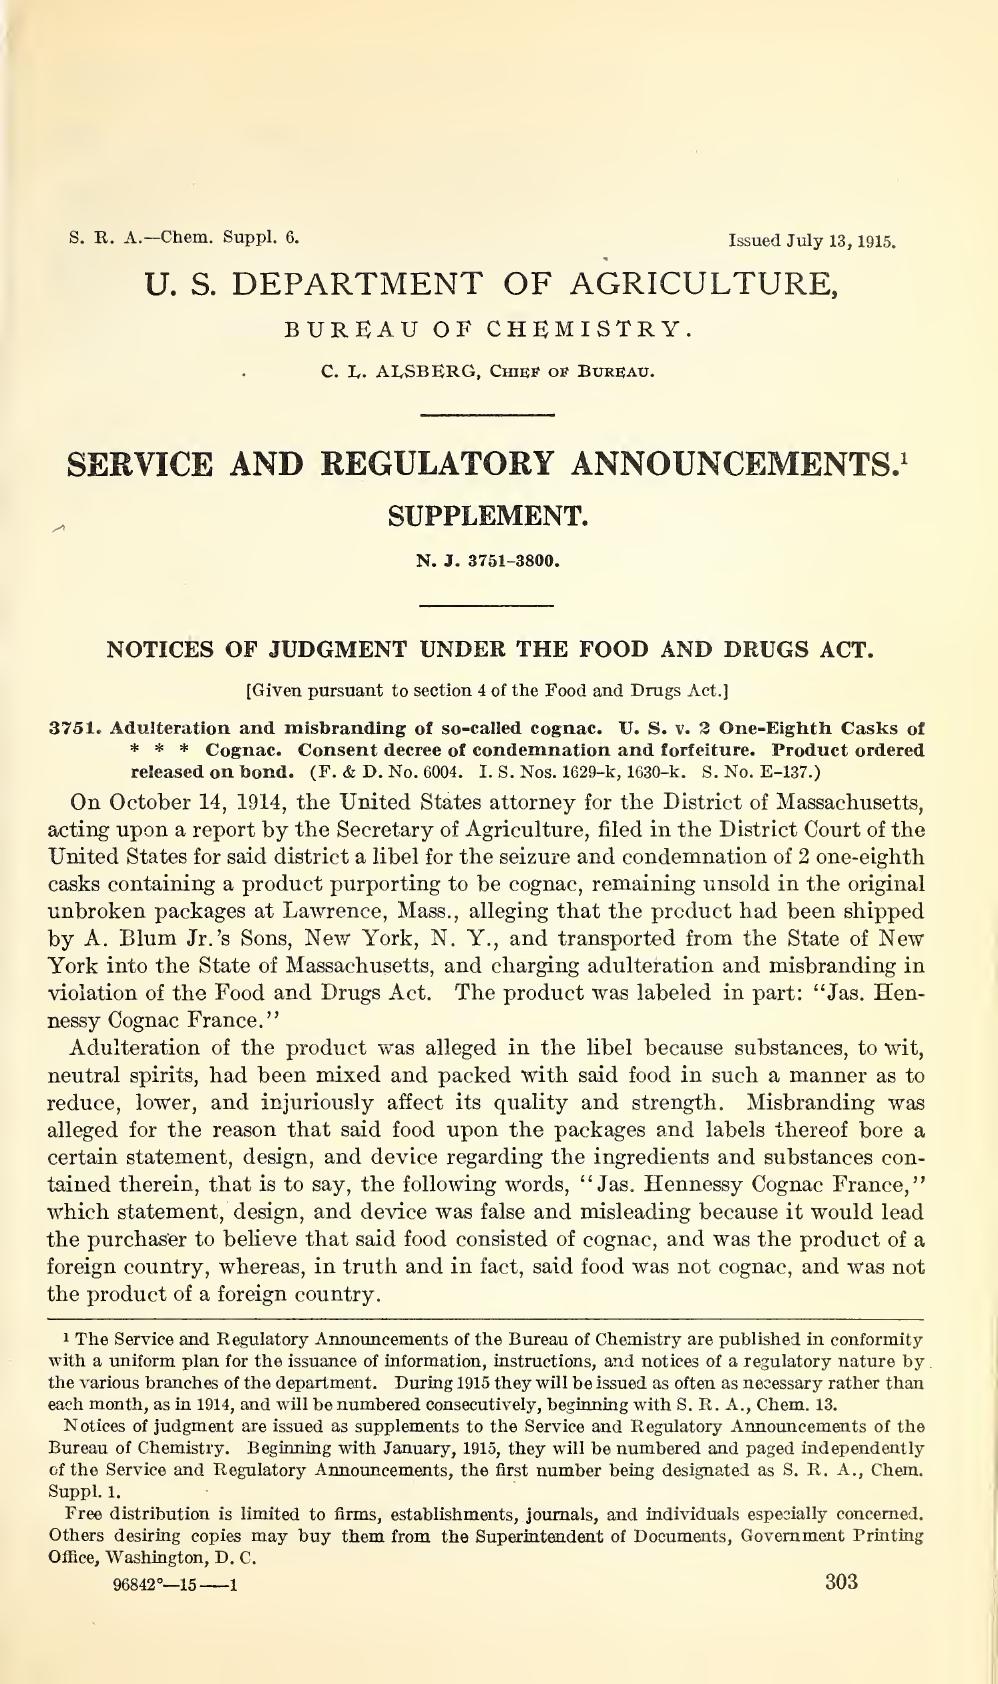 S. R. A.—Chem. Suppl. 6.
Issued July 13, 1915.
U. S. DEPARTMENT OF AGRICULTURE,
BUREAU OF CHEMISTRY.
C. L. ALSBERG, CHIEF OF BUREAU.
SERVICE AND REGULATORY ANNOUNCEMENTS.¹
SUPPLEMENT.
N. J. 3751–3800.
NOTICES OF JUDGMENT UNDER THE FOOD AND DRUGS ACT.
[Given pursuant to section 4 of the Food and Drugs Act.]
3751. Adulteration and misbranding of so-called cognac. U. S. v. 2 One-Eighth Casks of
* * * Cognac. Consent decree of condemnation and forfeiture. Product ordered
released on bond. (F. & D. No. 6004. I. S. Nos. 1629-k, 1630-k. S. No. E-137.)
On October 14, 1914, the United States attorney for the District of Massachusetts,
acting upon a report by the Secretary of Agriculture, filed in the District Court of the
United States for said district a libel for the seizure and condemnation of 2 one-eighth
casks containing a product purporting to be cognac, remaining unsold in the original
unbroken packages at Lawrence, Mass., alleging that the product had been shipped
by A. Blum Jr.'s Sons, New York, N. Y., and transported from the State of New
York into the State of Massachusetts, and charging adulteration and misbranding in
violation of the Food and Drugs Act. The product was labeled in part: "Jas. Hen-
nessy Cognac France."
Adulteration of the product was alleged in the libel because substances, to wit,
neutral spirits, had been mixed and packed with said food in such a manner as to
reduce, lower, and injuriously affect its quality and strength. Misbranding was
alleged for the reason that said food upon the packages and labels thereof bore a
certain statement, design, and device regarding the ingredients and substances con-
tained therein, that is to say, the following words, "Jas. Hennessy Cognac France,"
which statement, design, and device was false and misleading because it would lead
the purchaser to believe that said food consisted of cognac, and was the product of a
foreign country, whereas, in truth and in fact, said food was not cognac, and was not
the product of a foreign country.
¹ The Service and Regulatory Announcements of the Bureau of Chemistry are published in conformity
with a uniform plan for the issuance of information, instructions, and notices of a regulatory nature by
the various branches of the department. During 1915 they will be issued as often as necessary rather than
each month, as in 1914, and will be numbered consecutively, beginning with S. R. A., Chem. 13.
Notices of judgment are issued as supplements to the Service and Regulatory Announcements of the
Bureau of Chemistry. Beginning with January, 1915, they will be numbered and paged independently
of the Service and Regulatory Announcements, the first number being designated as S. R. A., Chem.
Suppl. 1.
Free distribution is limited to firms, establishments, journals, and individuals especially concerned.
Others desiring copies may buy them from the Superintendent of Documents, Government Printing
Office, Washington, D. C.
96842°—15——1
303